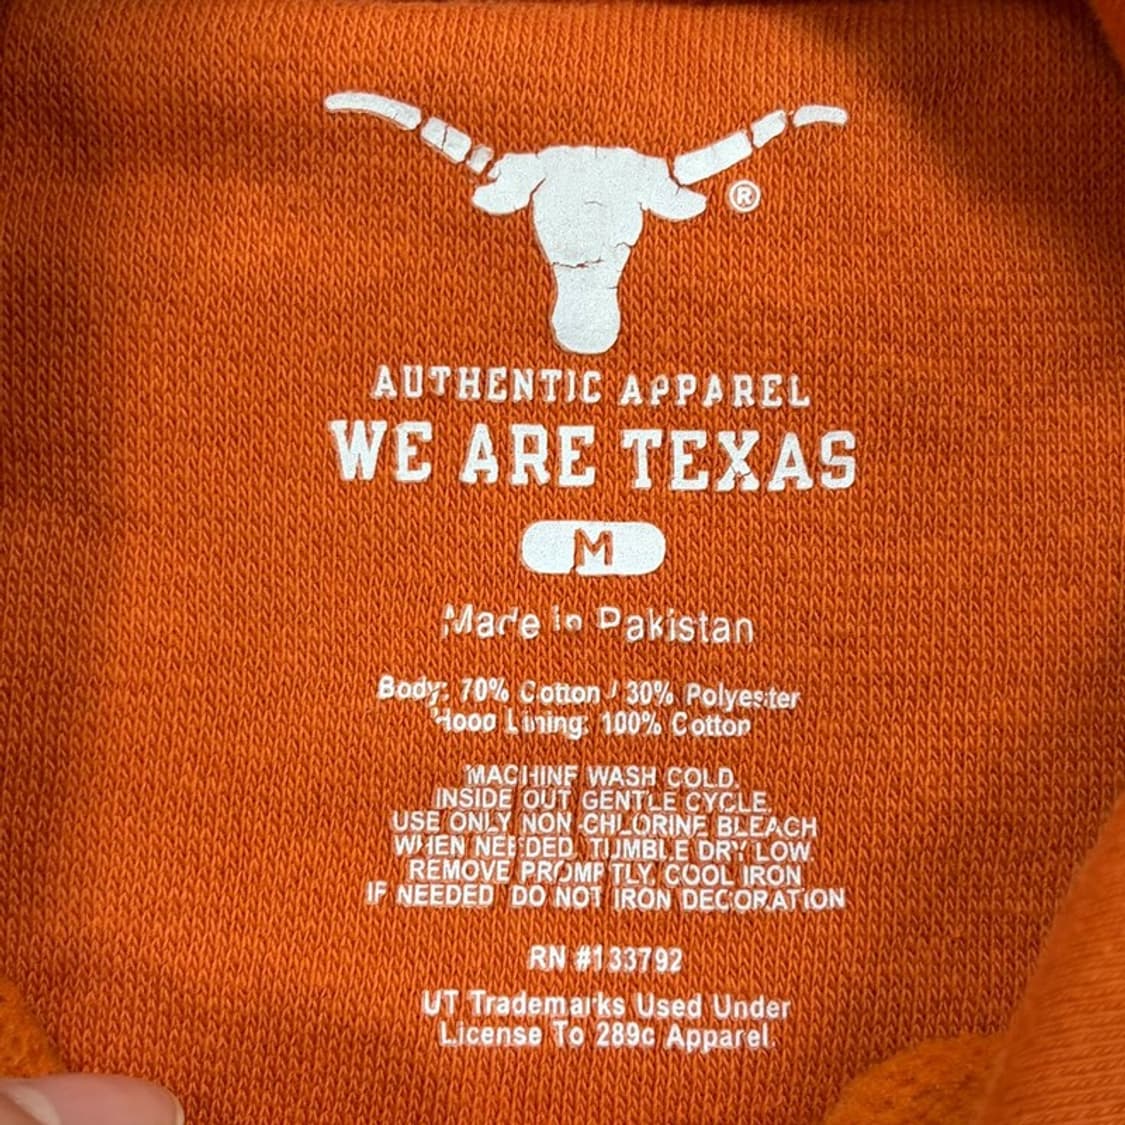 ®
AUTHENTIC APPAREL
WE ARE TEXAS
M
Made in Pakistan
Body: 70% Cotton / 30% Polyester
Hood Lining: 100% Cotton
MACHINE WASH COLD.
INSIDE OUT GENTLE CYCLE.
USE ONLY NON CHLORINE BLEACH
WHEN NEEDED. TUMBLE DRY LOW.
REMOVE PROMPTLY. COOL IRON
IF NEEDED DO NOT IRON DECORATION
RN #133792
UT Trademarks Used Under
License To 289c Apparel.